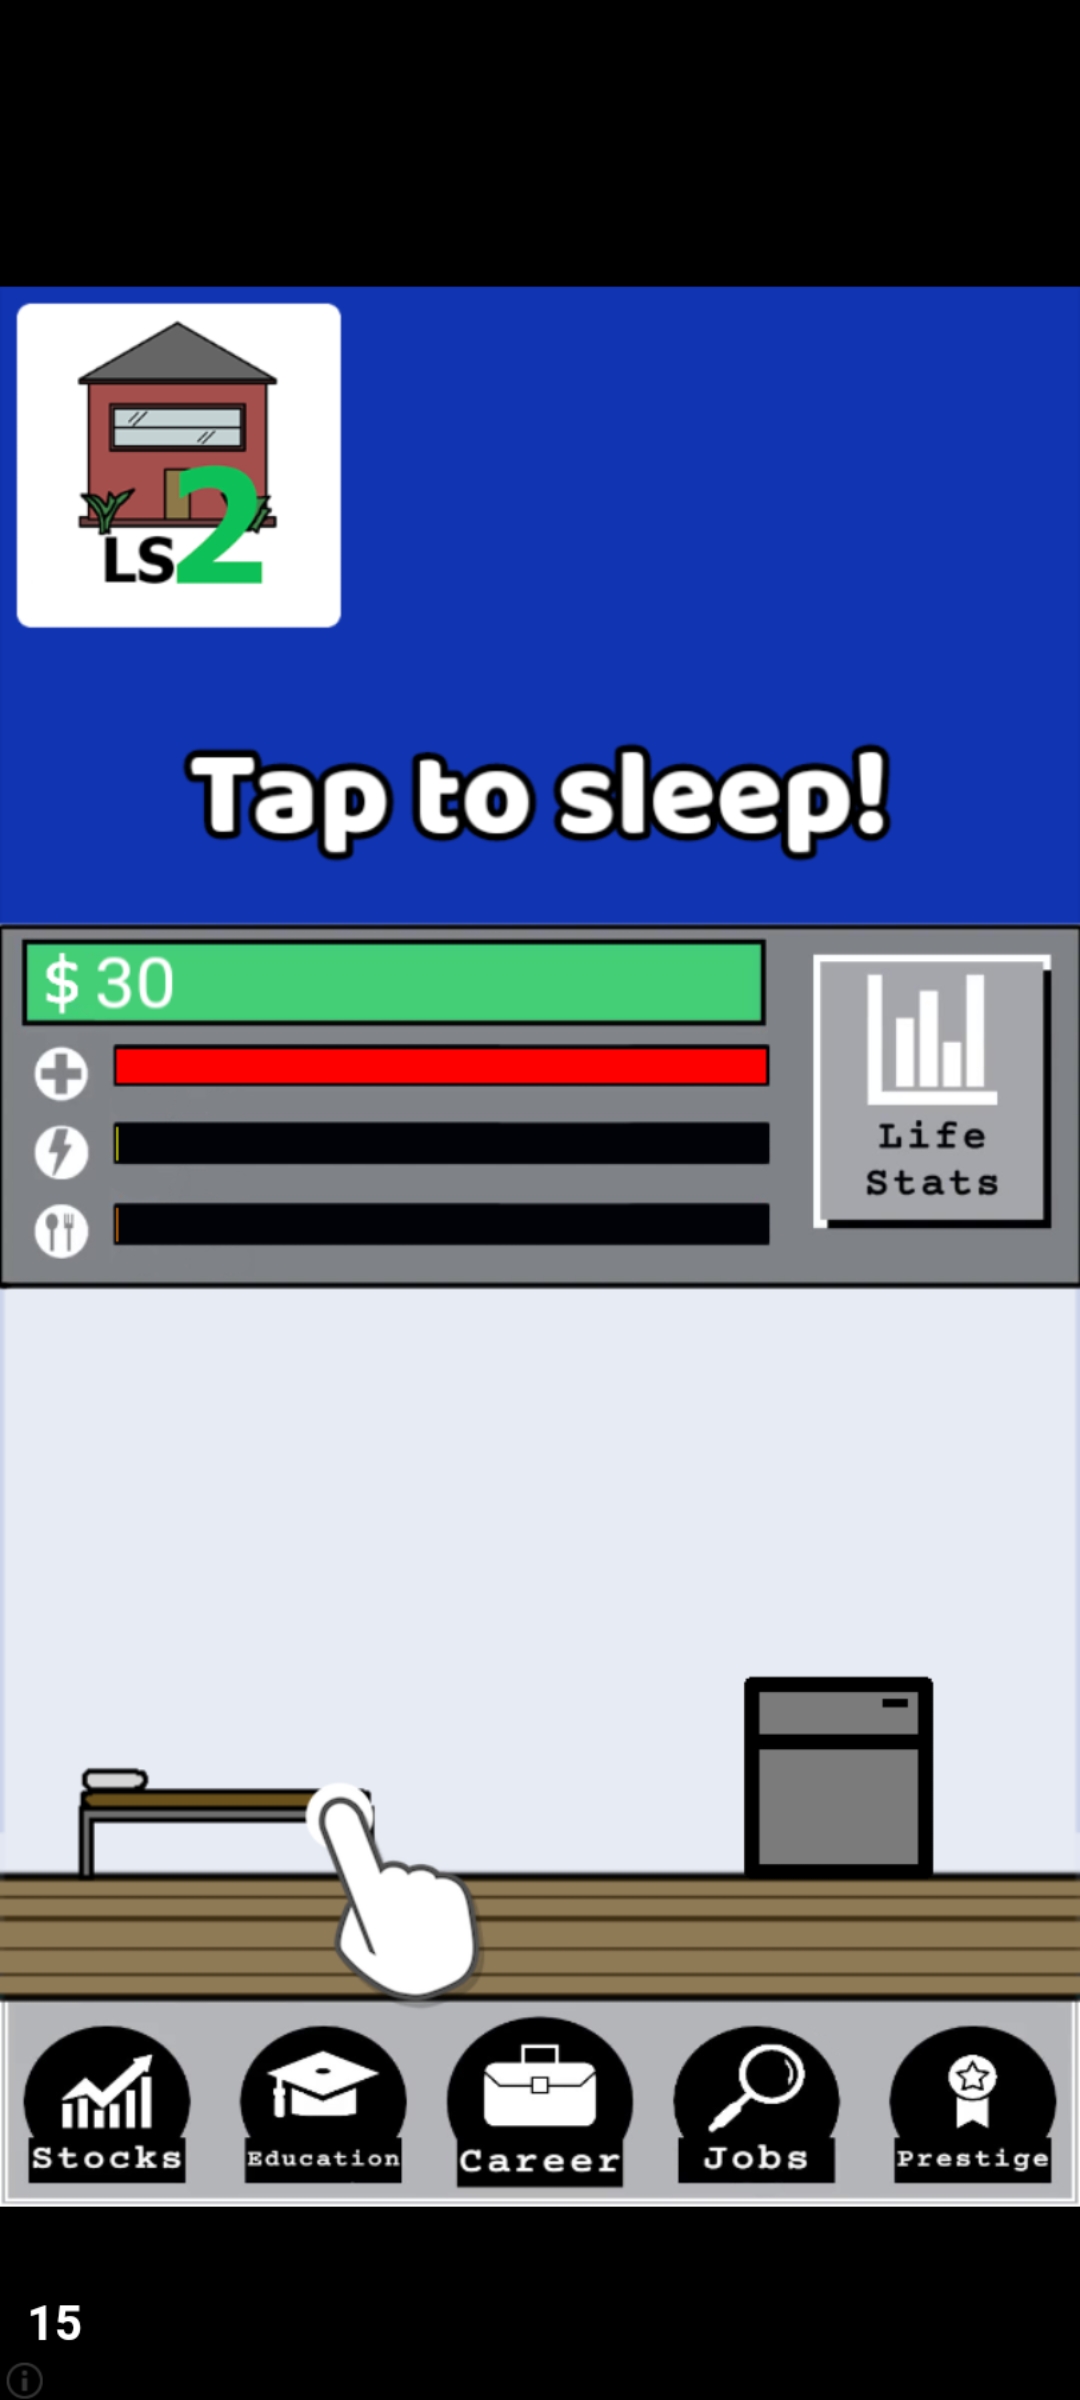 LS2
Tap to sleep!
$ 30
Life
Stats
Stocks
Education
Career
Jobs
Prestige
15